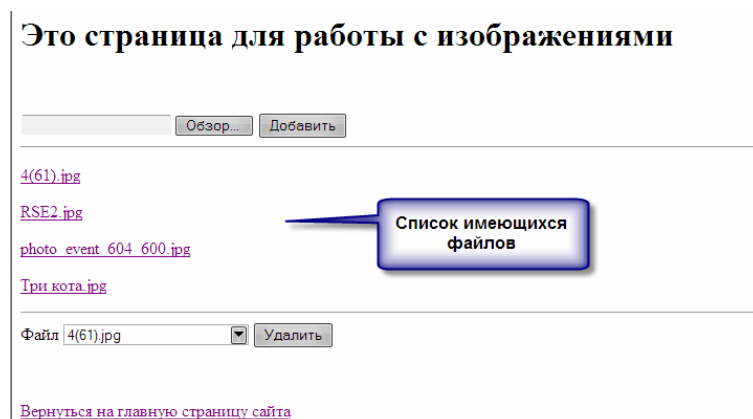 Это страница для работы с изображениями
Обзор... Добавить
4(61).jpg
RSE2.jpg
Список имеющихся
файлов
photo_event_604_600.jpg
Три кота.jpg
Файл 4(61).jpg Удалить
Вернуться на главную страницу сайта